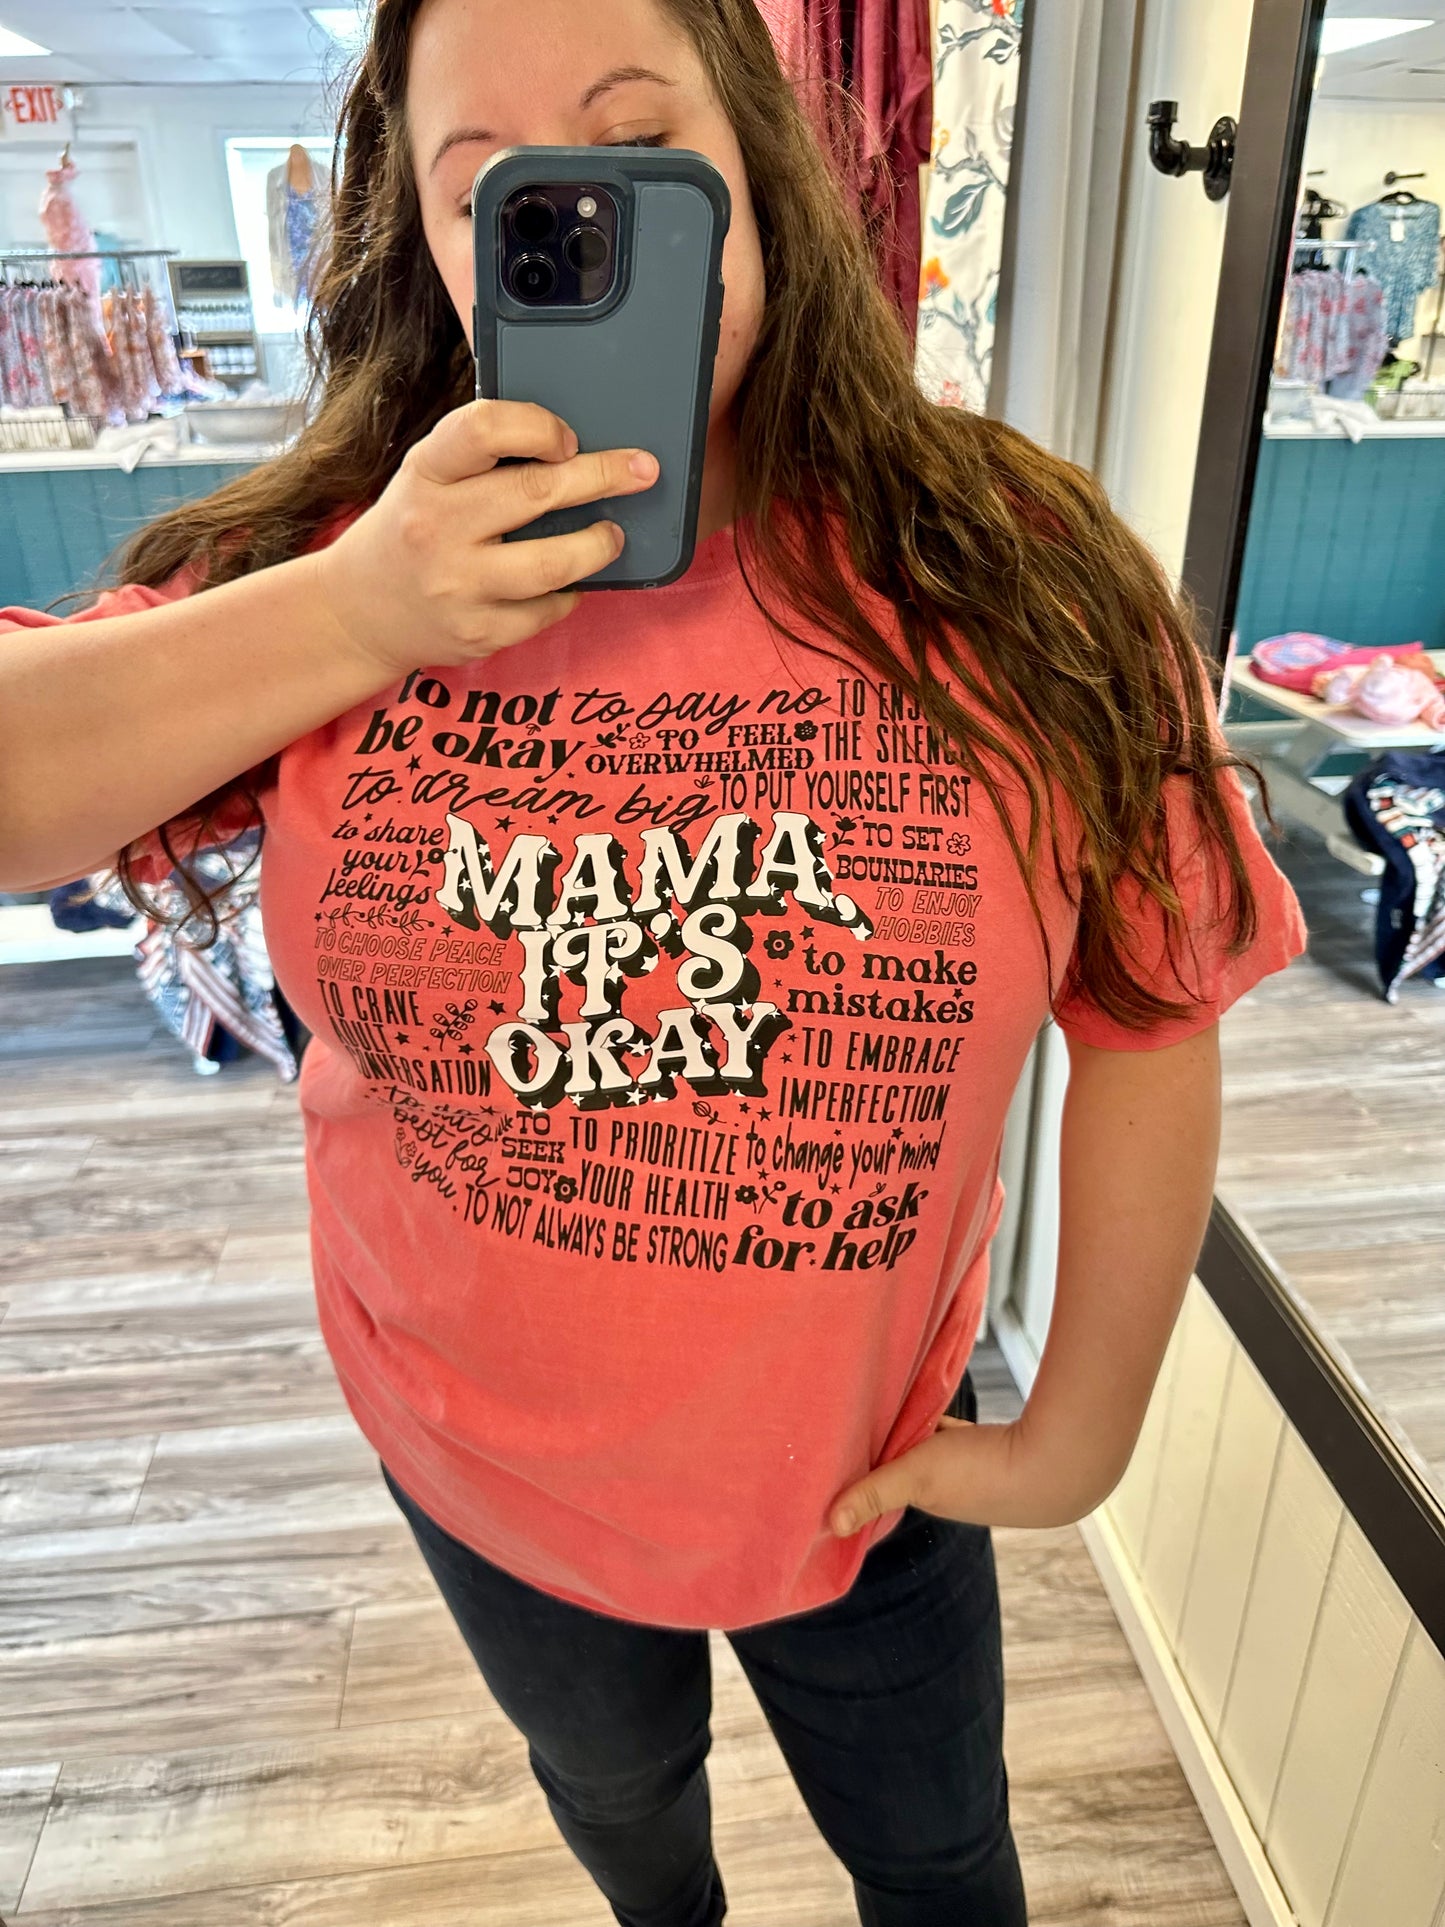 EXIT
to not
be okay
to say no
TO FEEL
OVERWHELMED
THE SILENCE
to dream big
TO PUT YOURSELF FIRST
to share
your
feelings
MAMA,
IT'S
OKAY
TO SET
BOUNDARIES
TO ENJOY
HOBBIES
TO CHOOSE PEACE
OVER PERFECTION
to make
mistakes
TO CRAVE
ADULT
CONVERSATION
TO EMBRACE
IMPERFECTION
best for
you.
TO
SEEK
JOY
TO PRIORITIZE
YOUR HEALTH
to change your mind
to ask
for help
TO NOT ALWAYS BE STRONG